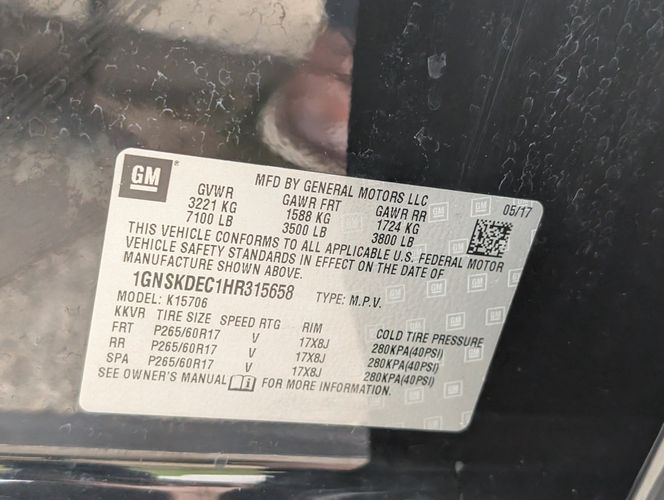 GM
MFD BY GENERAL MOTORS LLC 05/17
GVWR GAWR FRT GAWR RR
3221 KG 1588 KG 1724 KG
7100 LB 3500 LB 3800 LB
THIS VEHICLE CONFORMS TO ALL APPLICABLE U.S. FEDERAL MOTOR
VEHICLE SAFETY STANDARDS IN EFFECT ON THE DATE OF
MANUFACTURE SHOWN ABOVE.
1GNSKDEC1HR315658 TYPE: M.P.V.
MODEL: K15706
KKVR TIRE SIZE SPEED RTG RIM COLD TIRE PRESSURE
FRT P265/60R17 V 17X8J 280KPA(40PSI)
RR P265/60R17 V 17X8J 280KPA(40PSI)
SPA P265/60R17 V 17X8J 280KPA(40PSI)
SEE OWNER'S MANUAL FOR MORE INFORMATION.